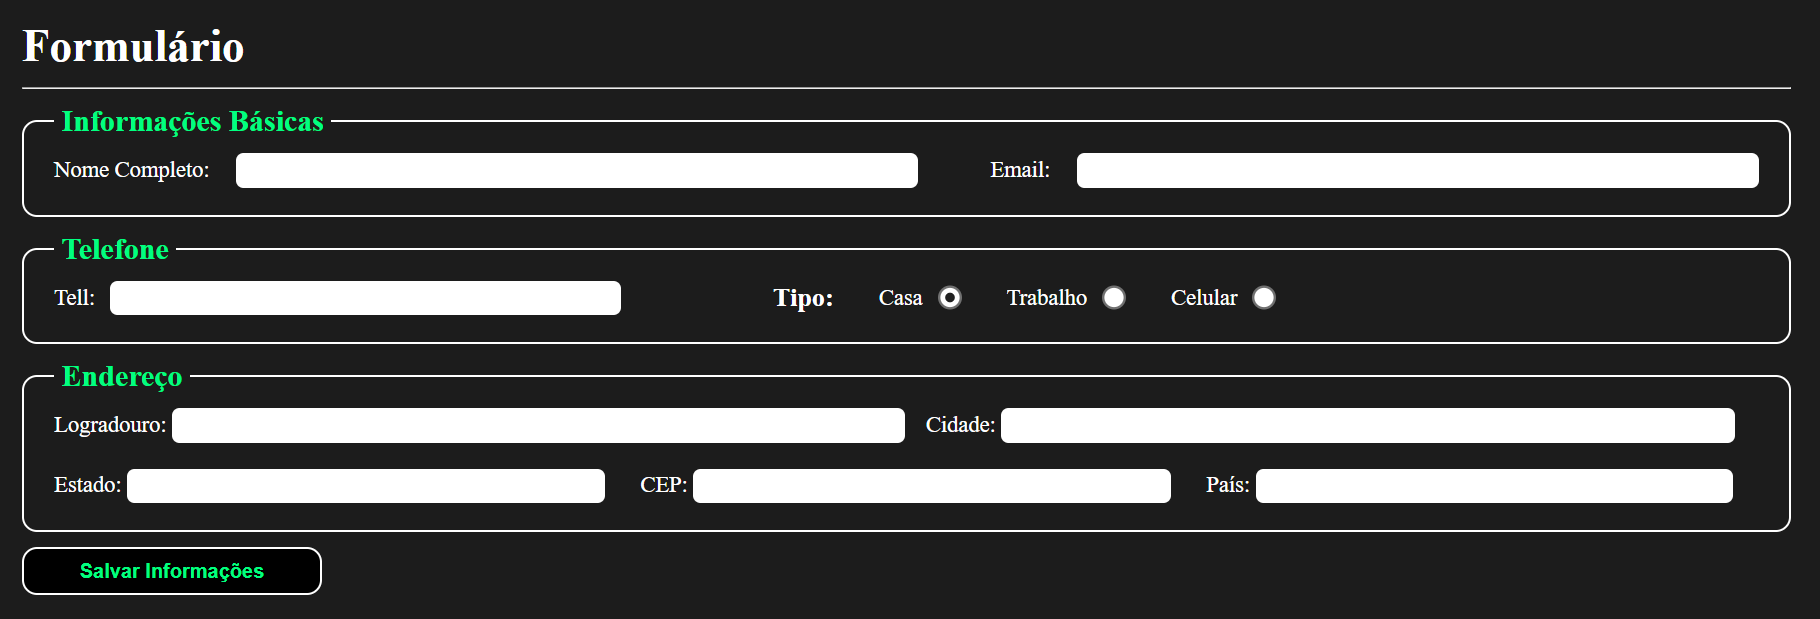 Formulário
Informações Básicas
Nome Completo: Email:
Telefone
Tell: Tipo: Casa Trabalho Celular
Endereço
Logradouro: Cidade:
Estado: CEP: País:
Salvar Informações